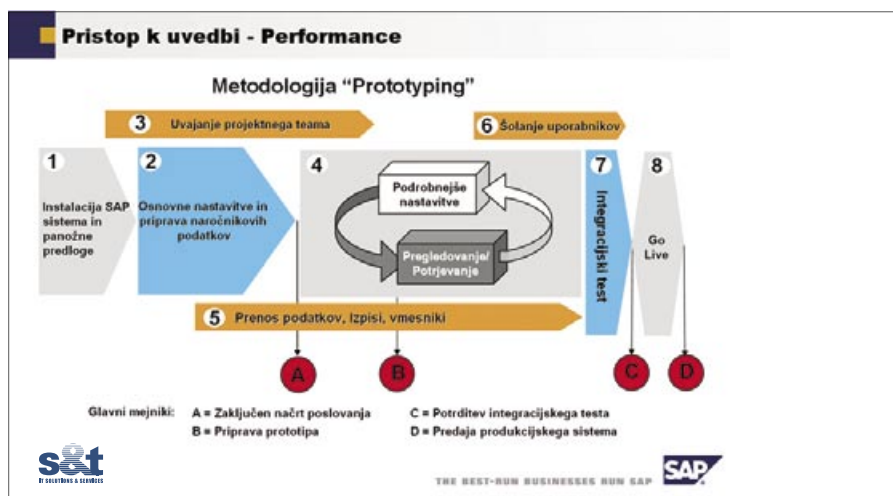 Pristop k uvedbi - Performance
Metodologija “Prototyping”
3 Uvajanje projektnega teama
6 Šolanje uporabnikov
1
Instalacija SAP
sistema in
panožne
predloge
2
Osnovne nastavitve in
priprava naročnikovih
podatkov
4
Podrobnejše
nastavitve
Pregledovanje/
Potrjevanje
7
Integracijski test
8
Go
Live
5 Prenos podatkov, Izpisi, vmesniki
A
B
C
D
Glavni mejniki:
A = Zaključen načrt poslovanja
B = Priprava prototipa
C = Potrditev integracijskega testa
D = Predaja produkcijskega sistema
s&t
IT SOLUTIONS & SERVICES
THE BEST-RUN BUSINESSES RUN SAP
SAP